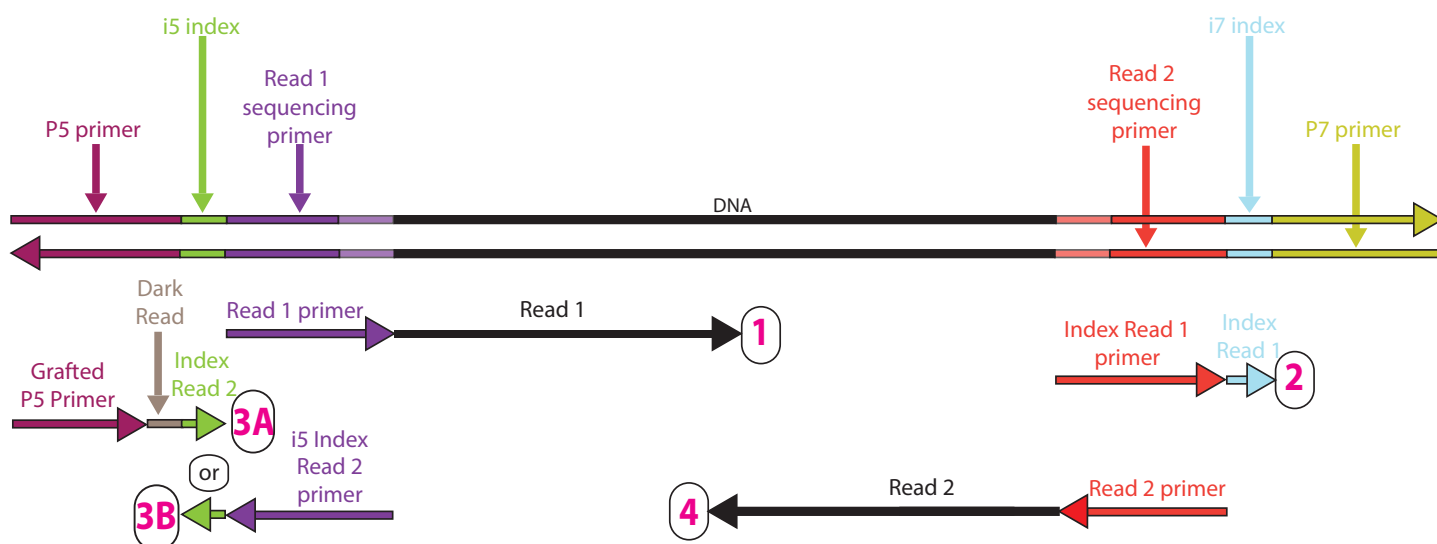 i5 index
i7 index
Read 1
sequencing
primer
Read 2
sequencing
primer
P5 primer
P7 primer
DNA
Dark
Read
Read 1 primer
Read 1
1
Index Read 1
primer
Index
Read 1
2
Grafted
P5 Primer
Index
Read 2
3A
or
i5 Index
Read 2
primer
3B
4
Read 2
Read 2 primer